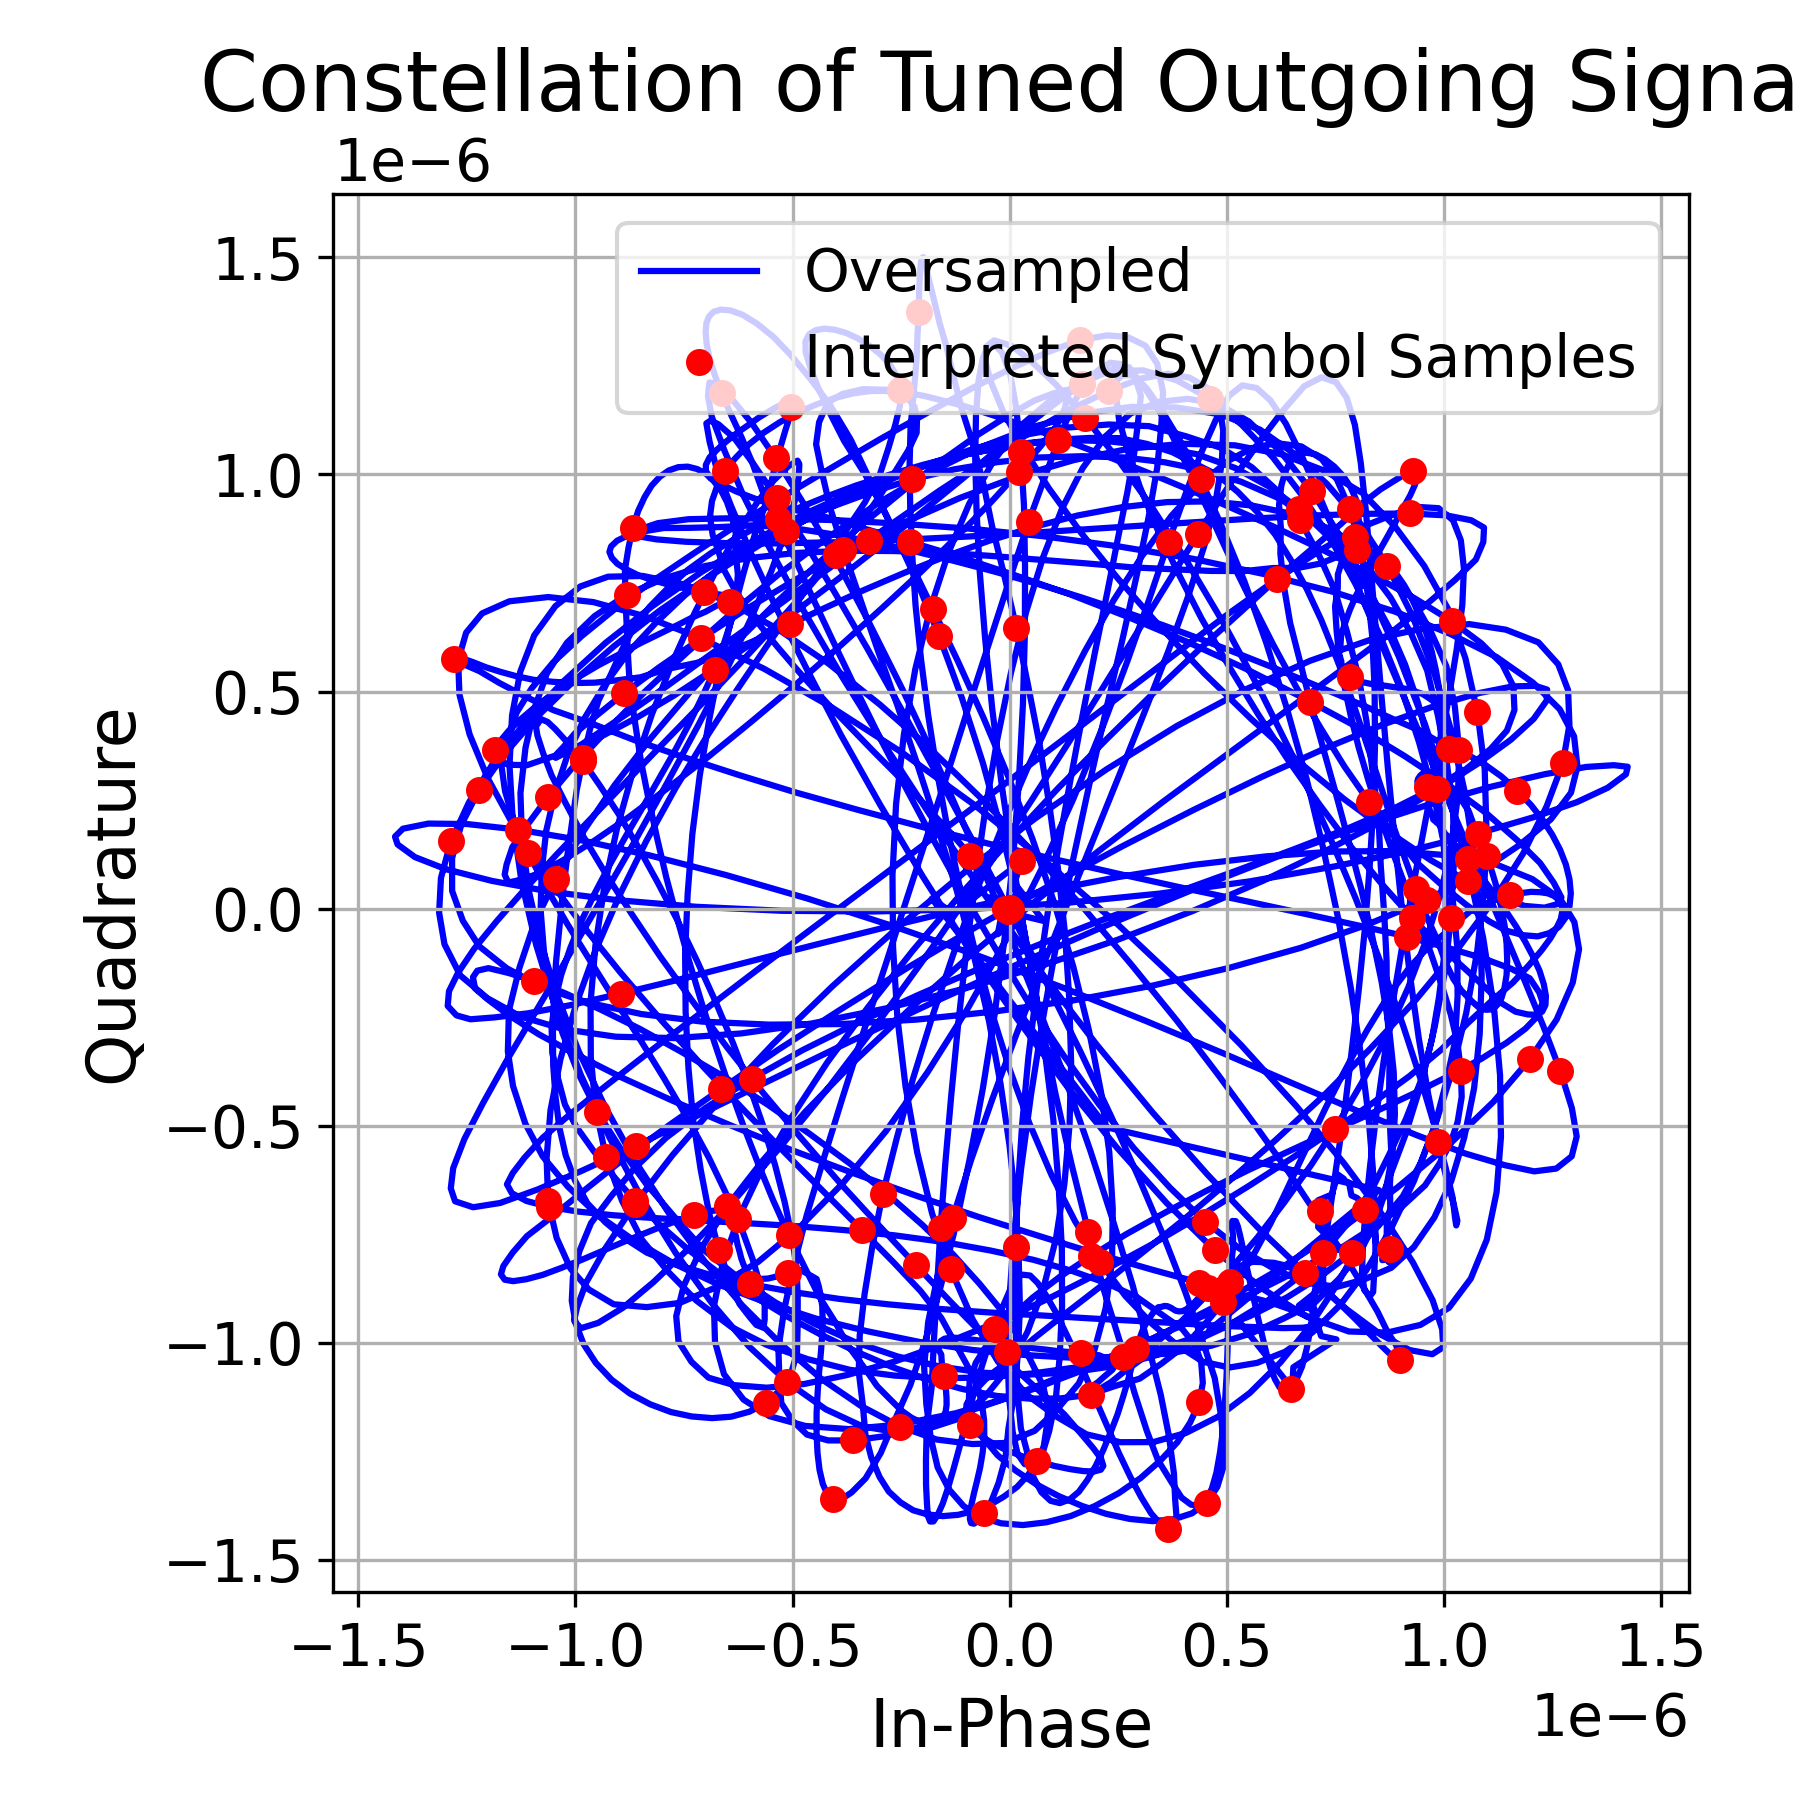 Constellation of Tuned Outgoing Signa
1e−6
Oversampled
Interpreted Symbol Samples
1.5
1.0
0.5
0.0
−0.5
−1.0
−1.5
Quadrature
−1.5 −1.0 −0.5 0.0 0.5 1.0 1.5
1e−6
In-Phase